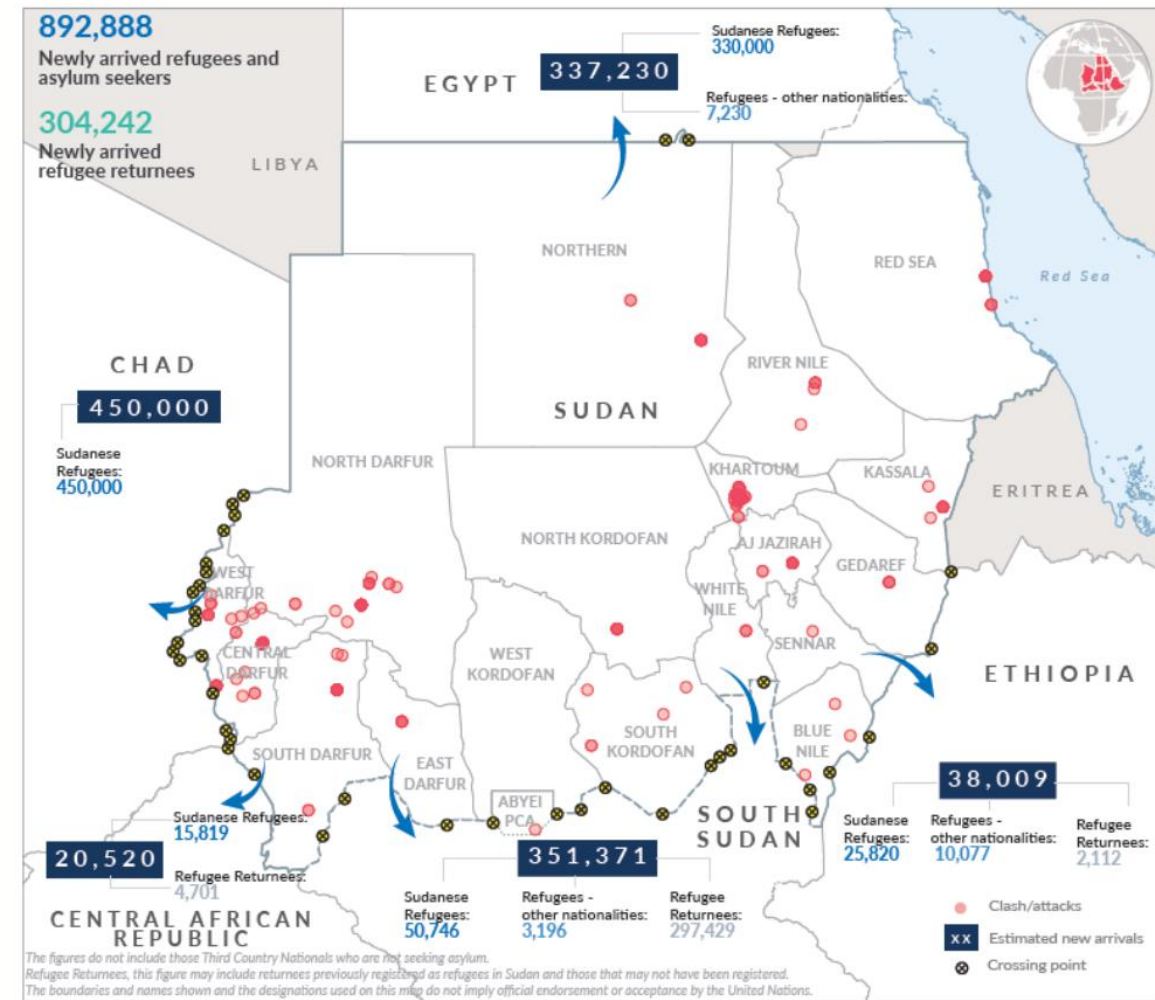 892,888
Newly arrived refugees and
asylum seekers
304,242
Newly arrived
refugee returnees
LIBYA
EGYPT
337,230
Sudanese Refugees:
330,000
Refugees - other nationalities:
7,230
NORTHERN
RED SEA
Red Sea
CHAD
450,000
Sudanese
Refugees:
450,000
RIVER NILE
SUDAN
NORTH DARFUR
KHARTOUM
KASSALA
ERITREA
NORTH KORDOFAN
AJ JAZIRAH
GEDAREF
WEST
DARFUR
WHITE
NILE
SENNAR
CENTRAL
DARFUR
WEST
KORDOFAN
ETHIOPIA
SOUTH
KORDOFAN
BLUE
NILE
SOUTH DARFUR
EAST
DARFUR
ABYEI
PCA
SOUTH
SUDAN
38,009
Sudanese
Refugees:
25,820
Refugees -
other nationalities:
10,077
Refugee
Returnees:
2,112
Sudanese Refugees:
15,819
20,520
Refugee Returnees:
4,701
CENTRAL AFRICAN
REPUBLIC
351,371
Sudanese
Refugees:
50,746
Refugees -
other nationalities:
3,196
Refugee
Returnees:
297,429
Clash/attacks
xx Estimated new arrivals
Crossing point
The figures do not include those Third Country Nationals who are not seeking asylum.
Refugee Returnees, this figure may include returnees previously registered as refugees in Sudan and those that may not have been registered.
The boundaries and names shown and the designations used on this map do not imply official endorsement or acceptance by the United Nations.